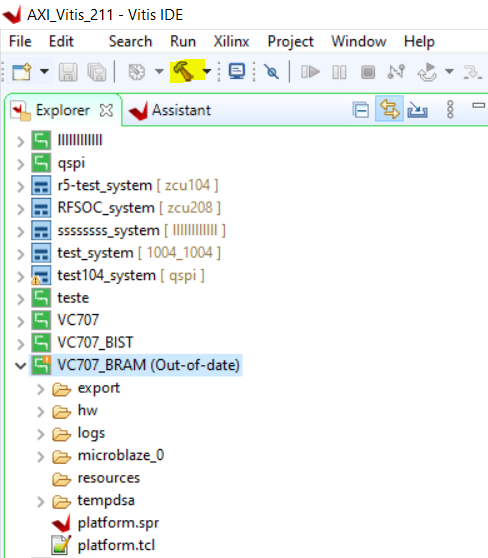 AXI_Vitis_211 - Vitis IDE
File Edit Search Run Xilinx Project Window Help
Explorer Assistant
llllllllllll
qspi
r5-test_system [ zcu104 ]
RFSOC_system [ zcu208 ]
ssssssss_system [ llllllllllll ]
test_system [ 1004_1004 ]
test104_system [ qspi ]
teste
VC707
VC707_BIST
VC707_BRAM (Out-of-date)
export
hw
logs
microblaze_0
resources
tempdsa
platform.spr
platform.tcl